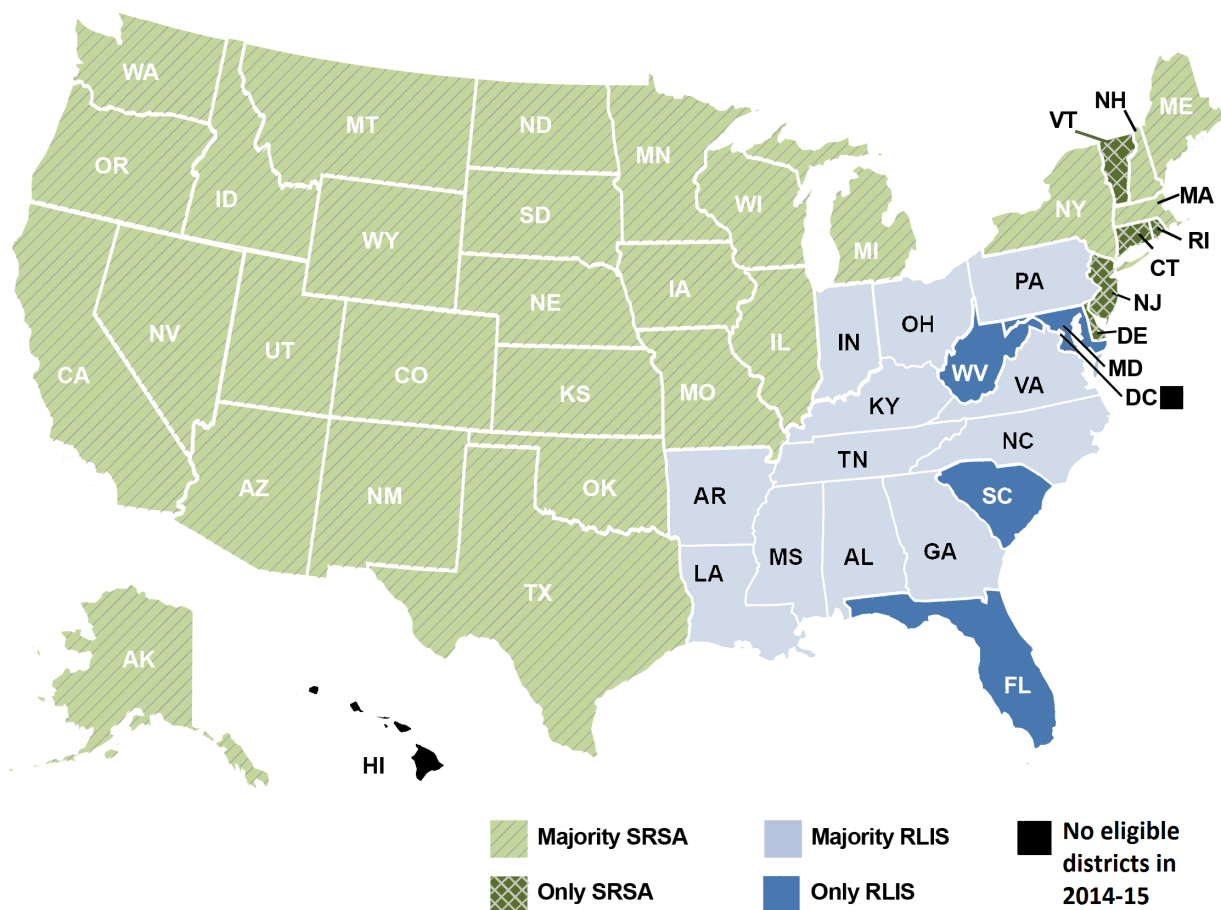 WA
MT
ND
MN
OR
ID
SD
WI
WY
MI
NY
VT
NH
ME
MA
RI
CT
NV
UT
NE
IA
IL
IN
OH
PA
NJ
DE
MD
DC
CA
CO
KS
MO
KY
WV
VA
AZ
NM
OK
AR
TN
NC
SC
TX
LA
MS
AL
GA
AK
HI
FL
Majority SRSA
Only SRSA
Majority RLIS
Only RLIS
No eligible
districts in
2014-15